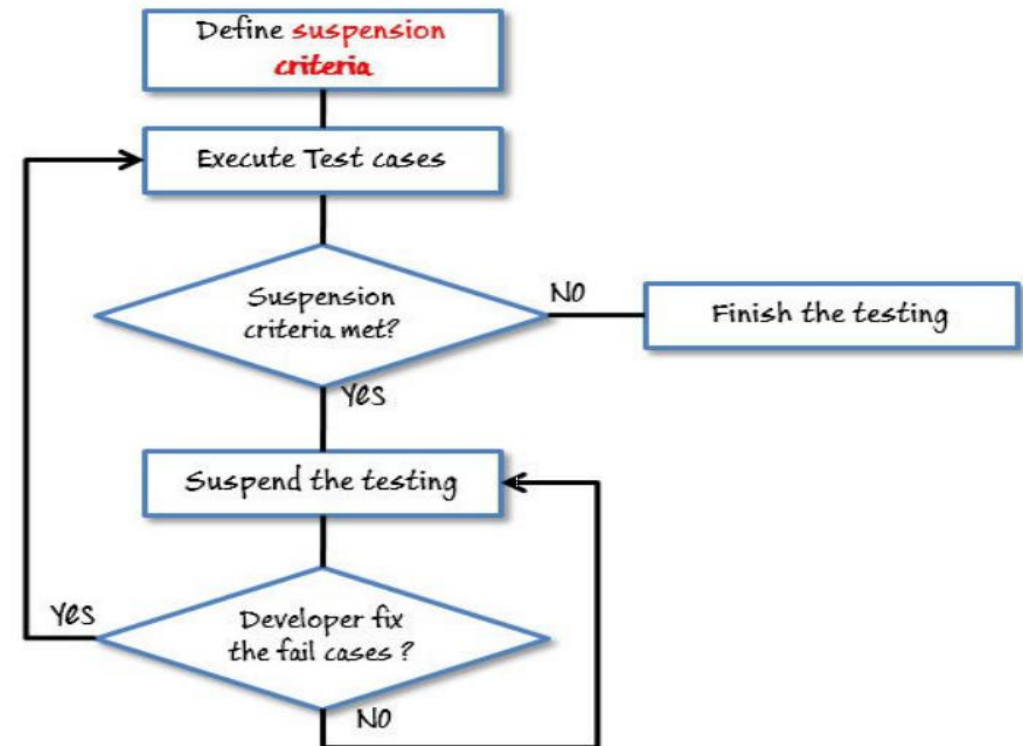 Define suspension
criteria
Execute Test cases
Suspension
criteria met?
NO
Finish the testing
Yes
Suspend the testing
Yes
Developer fix
the fail cases ?
NO